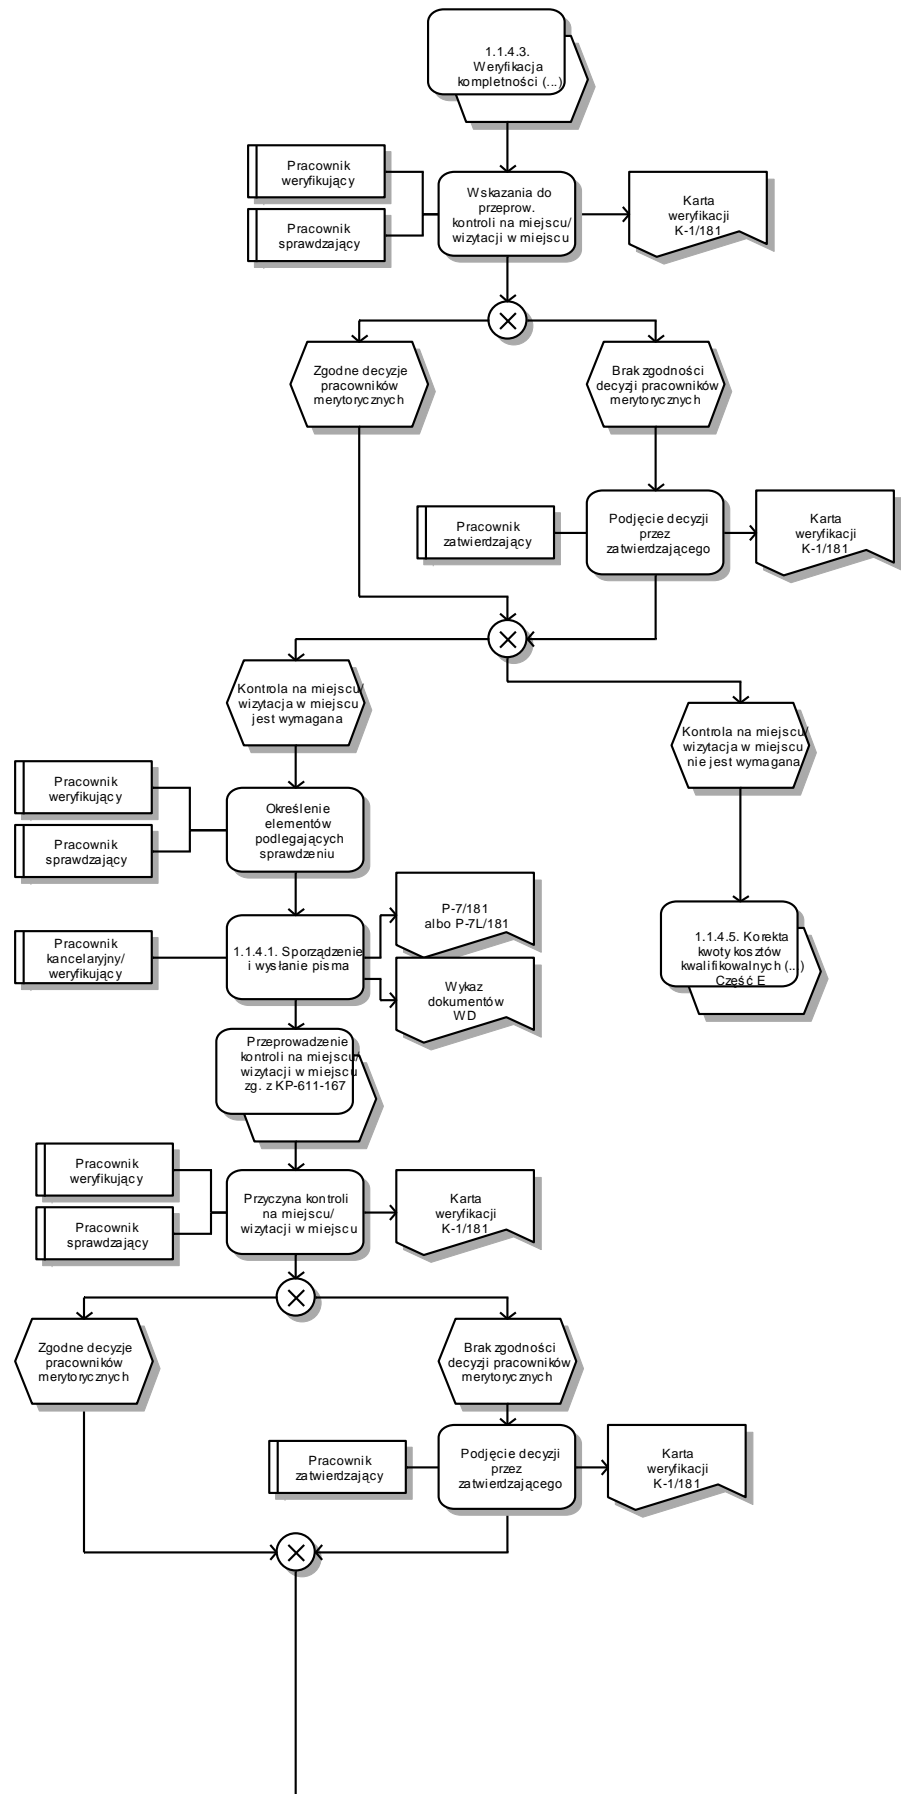 1.1.4.3.
Weryfikacja
kompletności (...)
Pracownik
weryfikujący
Pracownik
sprawdzający
Wskazania do
przeprow.
kontroli na miejscu/
wizytacji w miejscu
Karta
weryfikacji
K-1/181
Zgodne decyzje
pracowników
merytorycznych
Brak zgodności
decyzji pracowników
merytorycznych
Pracownik
zatwierdzający
Podjęcie decyzji
przez
zatwierdzającego
Karta
weryfikacji
K-1/181
Kontrola na miejscu/
wizytacja w miejscu
jest wymagana
Kontrola na miejscu/
wizytacja w miejscu
nie jest wymagana
Pracownik
weryfikujący
Pracownik
sprawdzający
Określenie
elementów
podlegających
sprawdzeniu
Pracownik
kancelaryjny/
weryfikujący
1.1.4.1. Sporządzenie
i wysłanie pisma
P-7/181
albo P-7L/181
Wykaz
dokumentów
WD
1.1.4.5. Korekta
kwoty kosztów
kwalifikowalnych (...)
Część E
Przeprowadzenie
kontroli na miejscu/
wizytacji w miejscu
zg. z KP-611-167
Pracownik
weryfikujący
Pracownik
sprawdzający
Przyczyna kontroli
na miejscu/
wizytacji w miejscu
Karta
weryfikacji
K-1/181
Zgodne decyzje
pracowników
merytorycznych
Brak zgodności
decyzji pracowników
merytorycznych
Pracownik
zatwierdzający
Podjęcie decyzji
przez
zatwierdzającego
Karta
weryfikacji
K-1/181